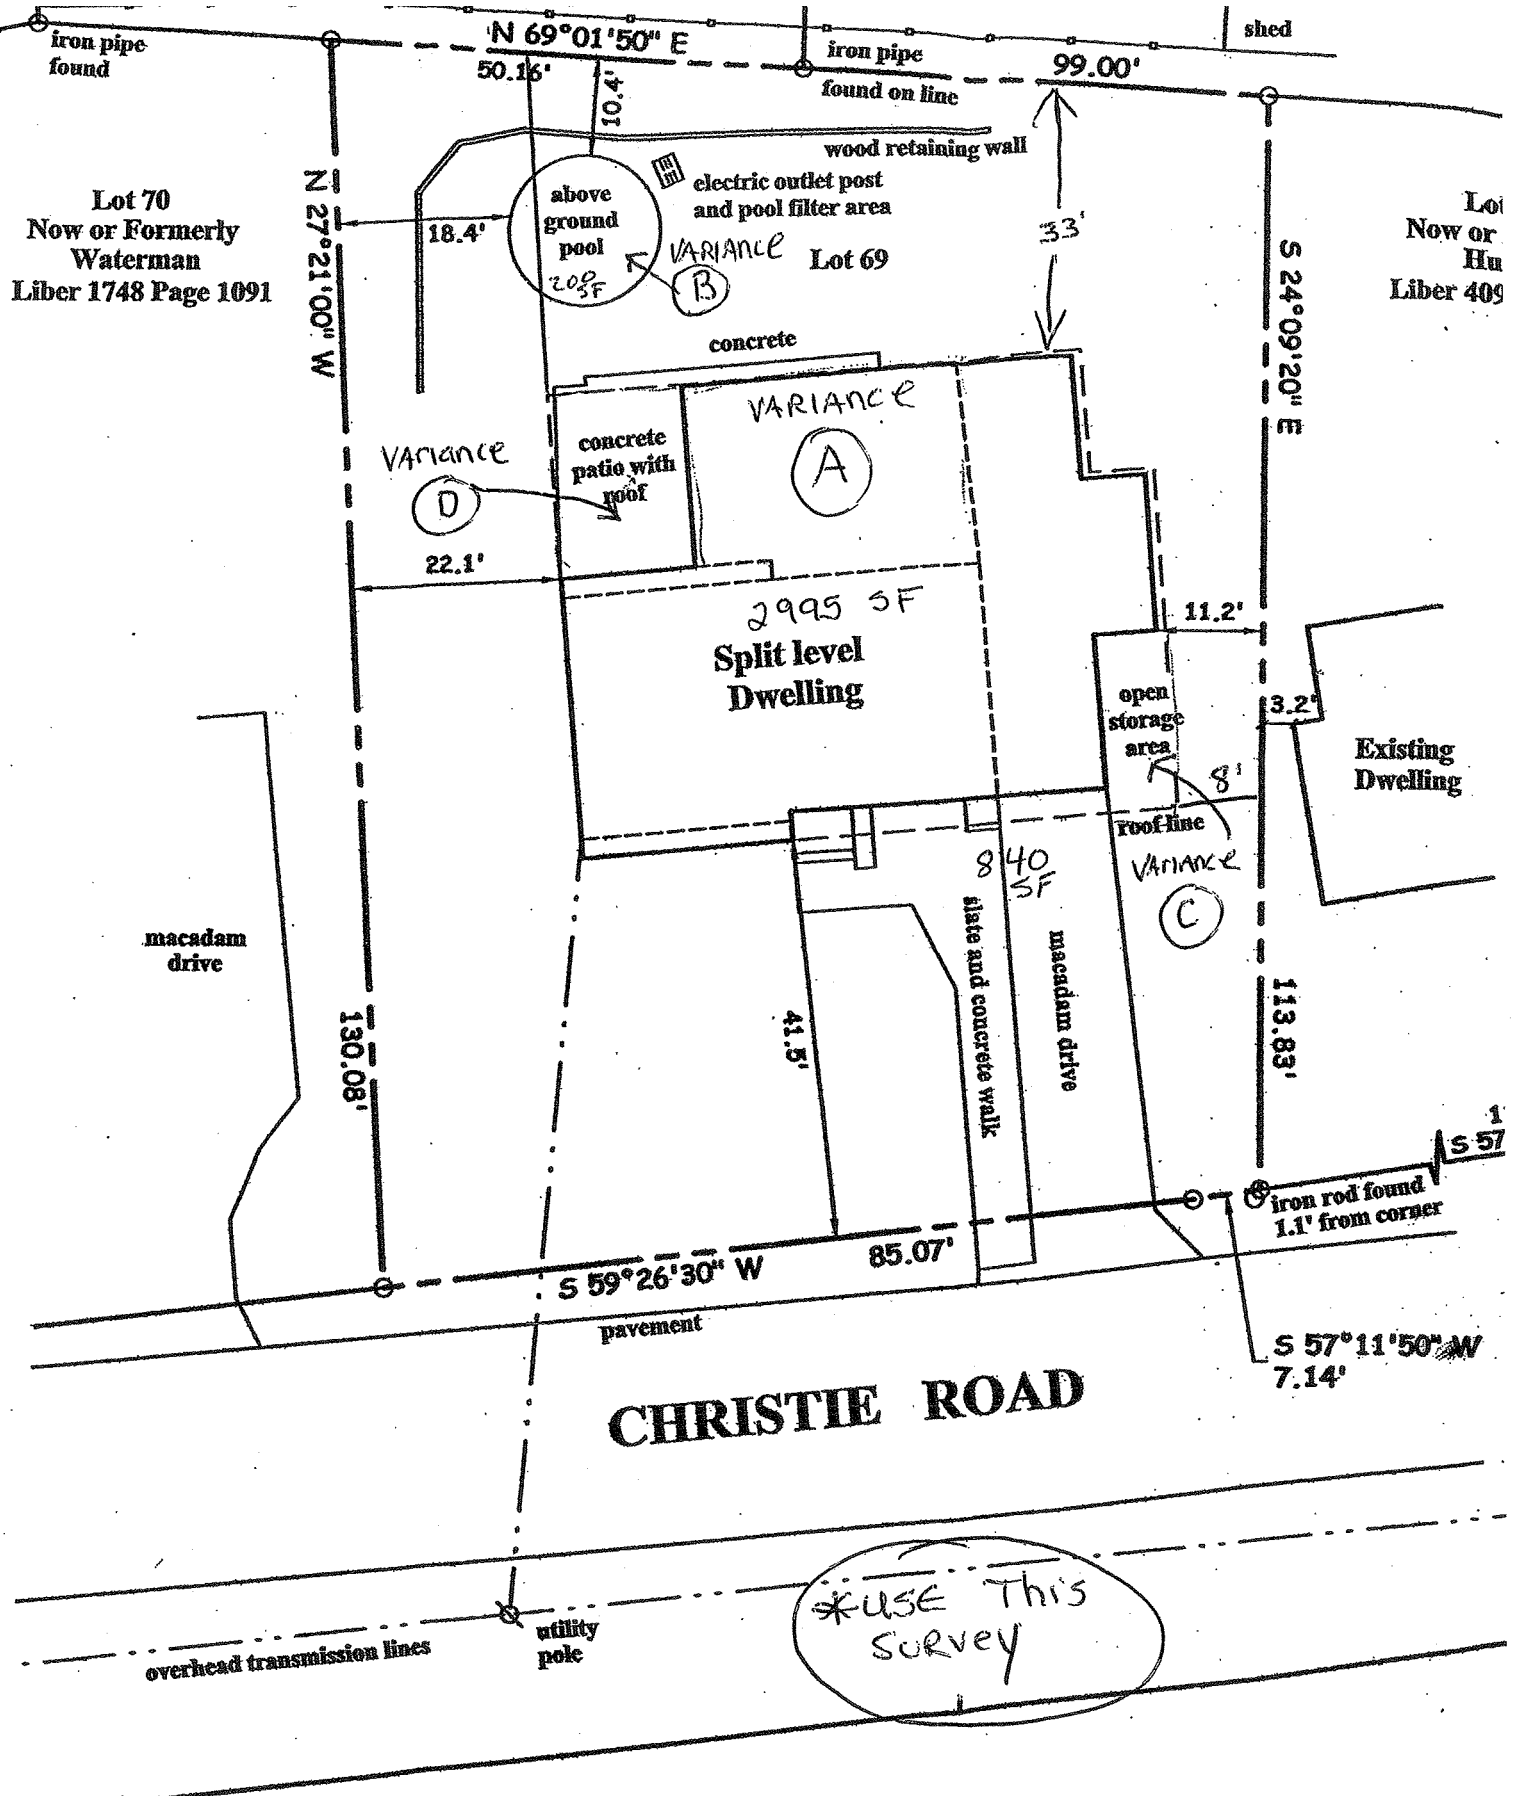 N 69°01'50" E
50.16'
10.4'
99.00'
shed
iron pipe
found
iron pipe
found on line
wood retaining wall
electric outlet post
and pool filter area
above
ground
pool
200
SF
VARIANCE
B
Lot 69
33'
18.4'
Lot 70
Now or Formerly
Waterman
Liber 1748 Page 1091
N 27°21'00" W
S 24°09'20" E
Now or
Hu
Liber 409
concrete
VARIANCE
A
concrete
patio with
roof
VARIANCE
D
22.1'
2995 SF
Split level
Dwelling
11.2'
3.2'
open
storage
area
8'
roof line
VARIANCE
C
Existing
Dwelling
840
SF
slate and concrete walk
macadam drive
macadam
drive
41.5'
130.08'
113.83'
iron rod found
1.1' from corner
S 57
S 59°26'30" W
85.07'
pavement
S 57°11'50" W
7.14'
CHRISTIE ROAD
utility
pole
overhead transmission lines
*USE This
SURVEY